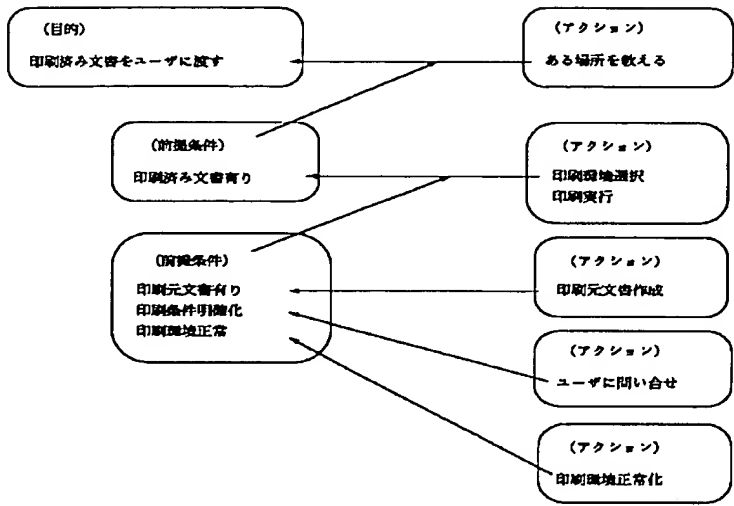 (目的)
印刷済み文書をユーザに渡す
(アクション)
ある場所を教える
(前提条件)
印刷済み文書有り
(アクション)
印刷環境選択
印刷実行
(前提条件)
印刷元文書有り
印刷条件明確化
印刷環境正常
(アクション)
印刷元文書作成
(アクション)
ユーザに問い合せ
(アクション)
印刷環境正常化